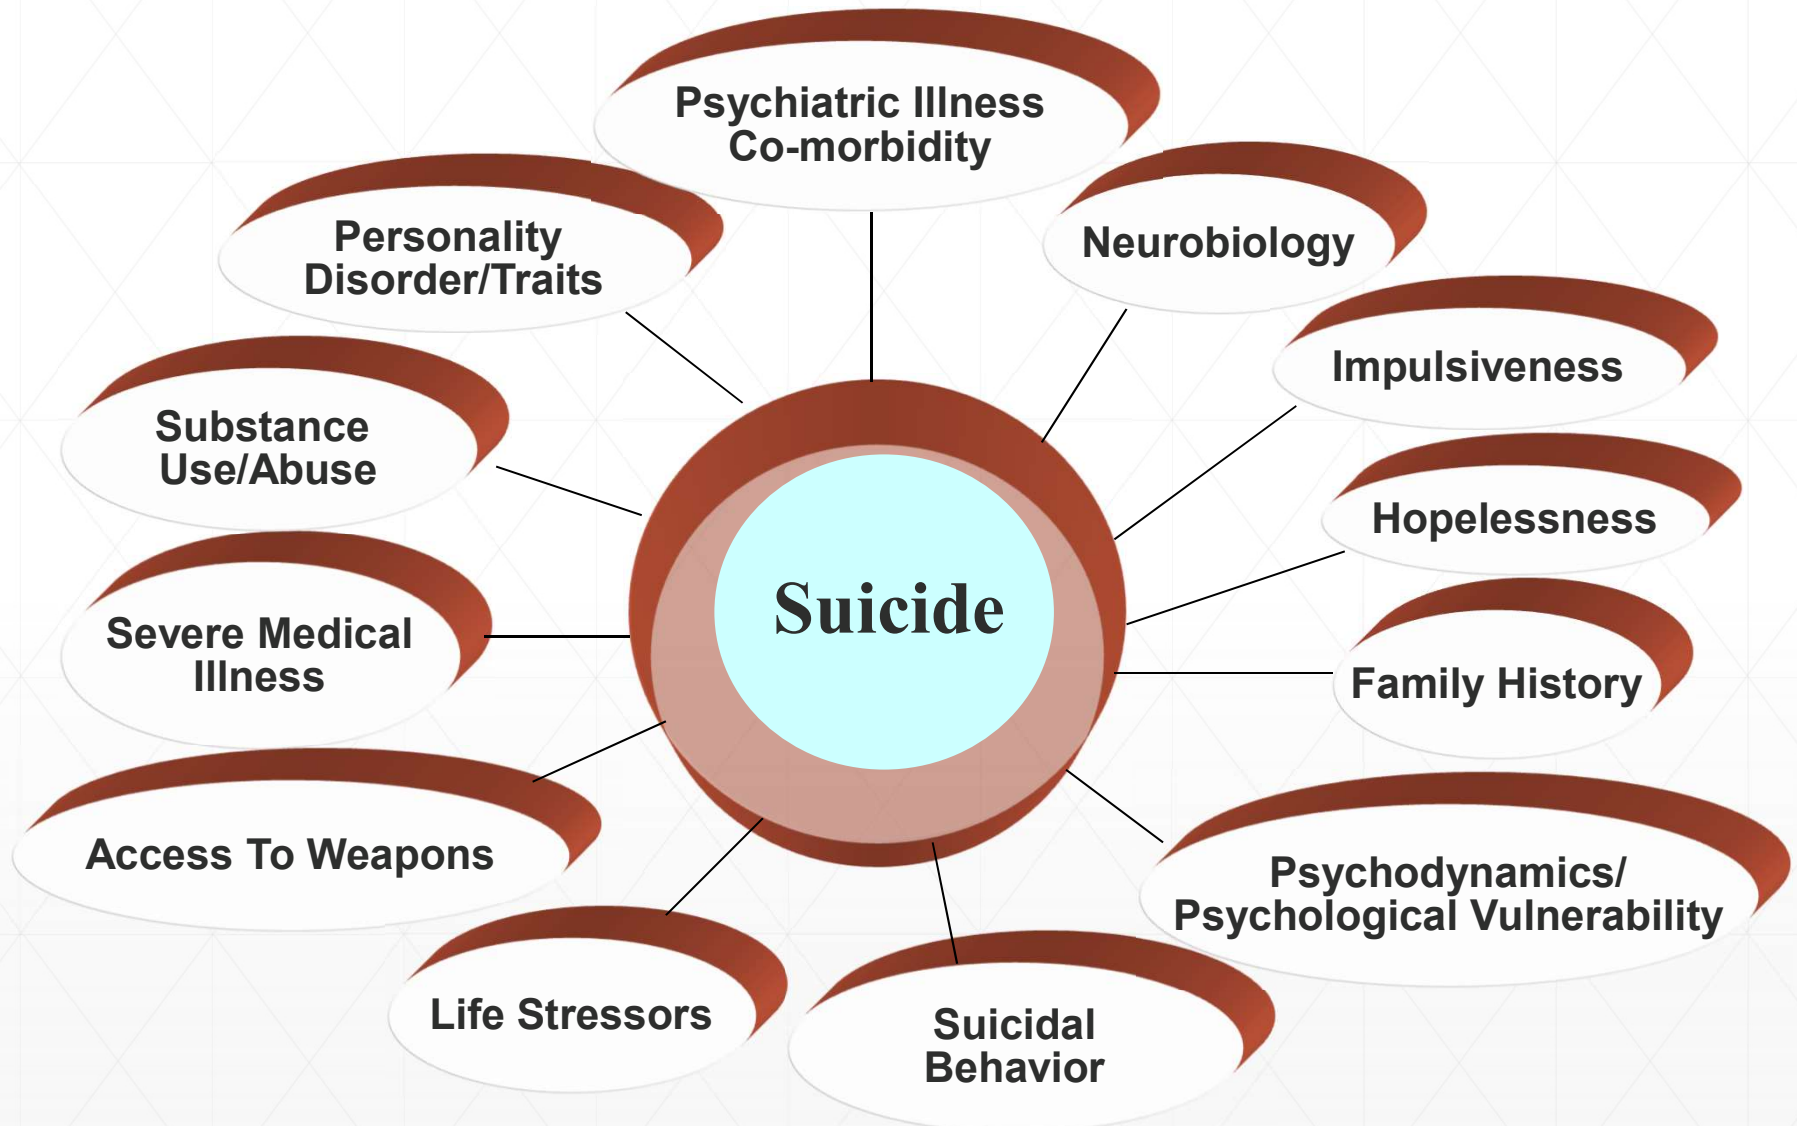 Psychiatric Illness
Co-morbidity
Neurobiology
Impulsiveness
Hopelessness
Family History
Psychodynamics/
Psychological Vulnerability
Suicidal
Behavior
Life Stressors
Access To Weapons
Severe Medical
Illness
Substance
Use/Abuse
Personality
Disorder/Traits
Suicide